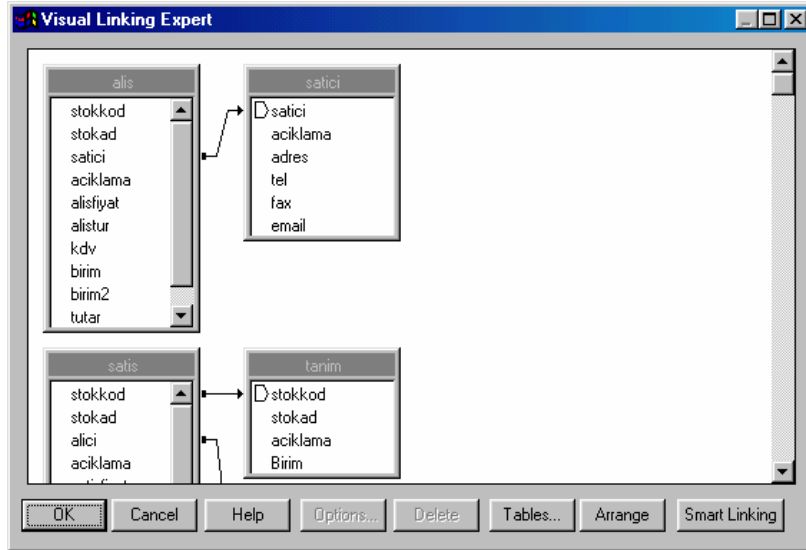 Visual Linking Expert
alis
stokkod
stokad
satici
aciklama
alisfiyat
alistur
kdv
birim
birim2
tutar
satici
satici
aciklama
adres
tel
fax
email
satis
stokkod
stokad
alici
aciklama
tanim
stokkod
stokad
aciklama
Birim
OK Cancel Help Options... Delete Tables... Arrange Smart Linking